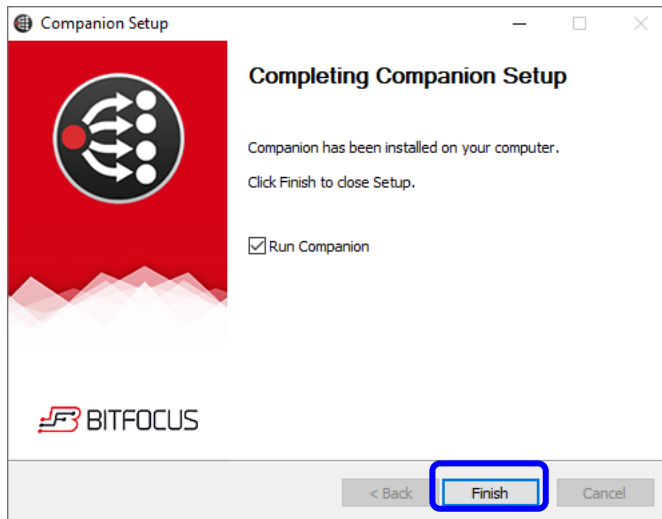 Companion Setup
Completing Companion Setup
Companion has been installed on your computer.
Click Finish to close Setup.
Run Companion
BITFOCUS
< Back
Finish
Cancel